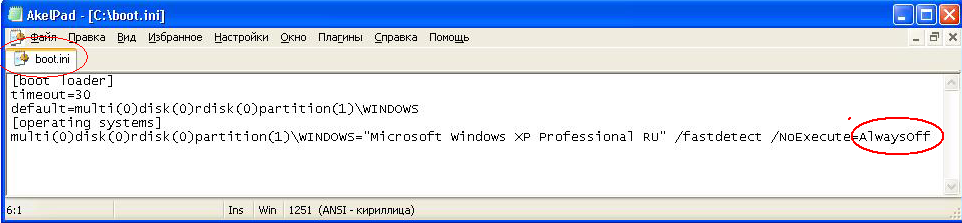 AkelPad - [C:\boot.ini]
Файл Правка Вид Избранное Настройки Окно Плагины Справка Помощь
boot.ini
[boot loader]
timeout=30
default=multi(0)disk(0)rdisk(0)partition(1)\WINDOWS
[operating systems]
multi(0)disk(0)rdisk(0)partition(1)\WINDOWS="Microsoft Windows XP Professional RU" /fastdetect /NoExecute=AlwaysOff
6:1 Ins Win 1251 (ANSI - кириллица)